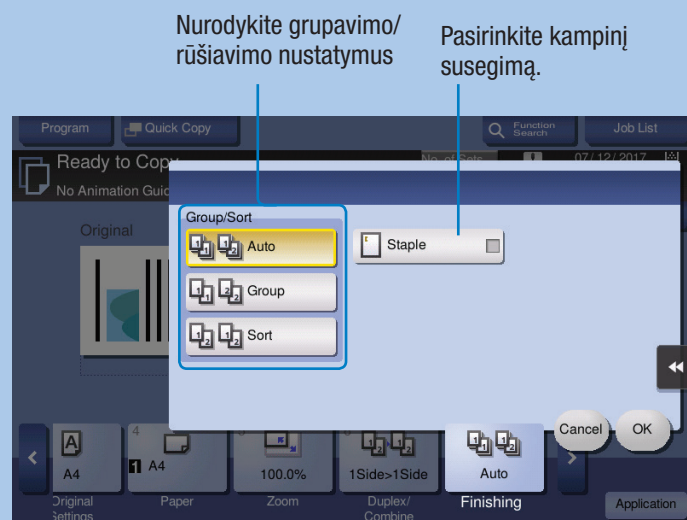 Nurodykite grupavimo/
rūšiavimo nustatymus
Pasirinkite kampinį
susegimą.
Program
Quick Copy
Function
Search
Job List
Ready to Copy
No. of Sets
07/12/2017
No Animation Guid
Original
Group/Sort
Auto
Staple
Group
Sort
Cancel
OK
A4
4
1 A4
100.0%
1Side>1Side
Auto
Original
Settings
Paper
Zoom
Duplex/
Combine
Finishing
Application